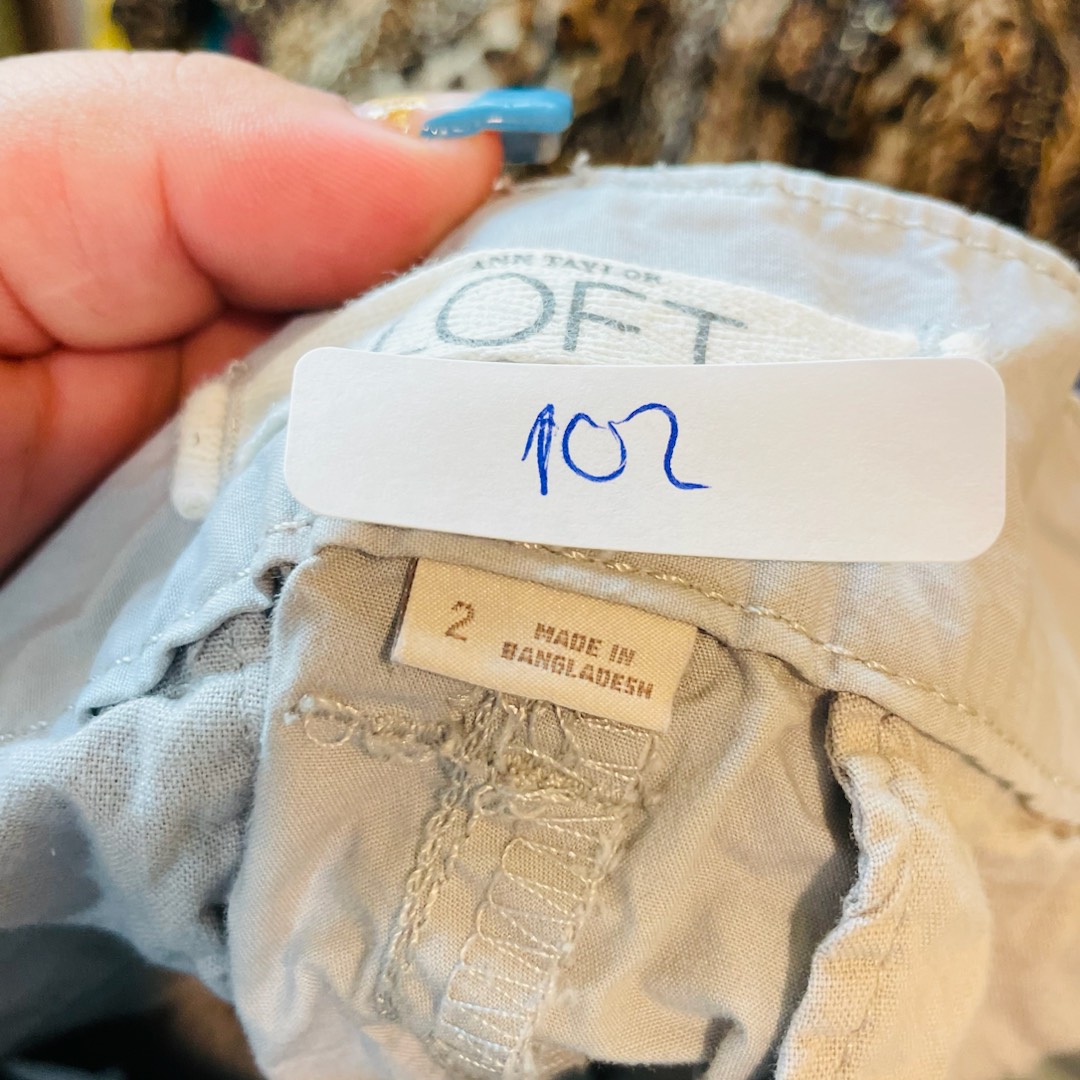 ANN TAYLOR
LOFT
102
2
MADE IN
BANGLADESH